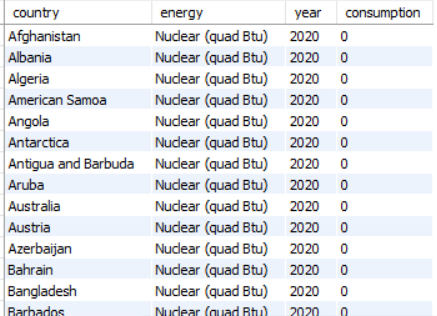 country energy year consumption
Afghanistan Nuclear (quad Btu) 2020 0
Albania Nuclear (quad Btu) 2020 0
Algeria Nuclear (quad Btu) 2020 0
American Samoa Nuclear (quad Btu) 2020 0
Angola Nuclear (quad Btu) 2020 0
Antarctica Nuclear (quad Btu) 2020 0
Antigua and Barbuda Nuclear (quad Btu) 2020 0
Aruba Nuclear (quad Btu) 2020 0
Australia Nuclear (quad Btu) 2020 0
Austria Nuclear (quad Btu) 2020 0
Azerbaijan Nuclear (quad Btu) 2020 0
Bahrain Nuclear (quad Btu) 2020 0
Bangladesh Nuclear (quad Btu) 2020 0
Barbados Nuclear (quad Btu) 2020 0